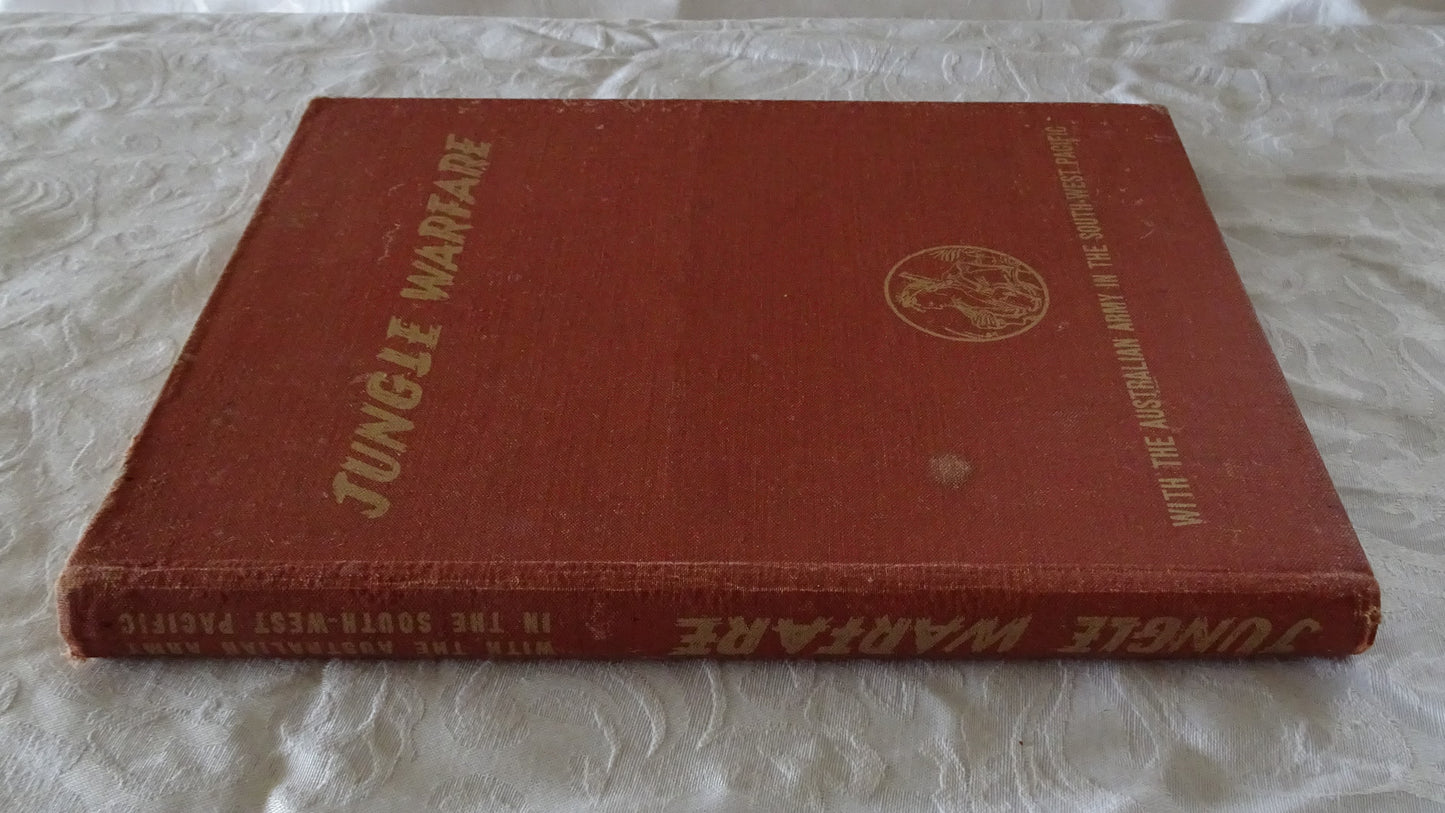 JUNGLE WARFARE
WITH THE AUSTRALIAN ARMY IN THE SOUTH-WEST PACIFIC
JUNGLE WARFARE
WITH THE AUSTRALIAN ARMY
IN THE SOUTH-WEST PACIFIC